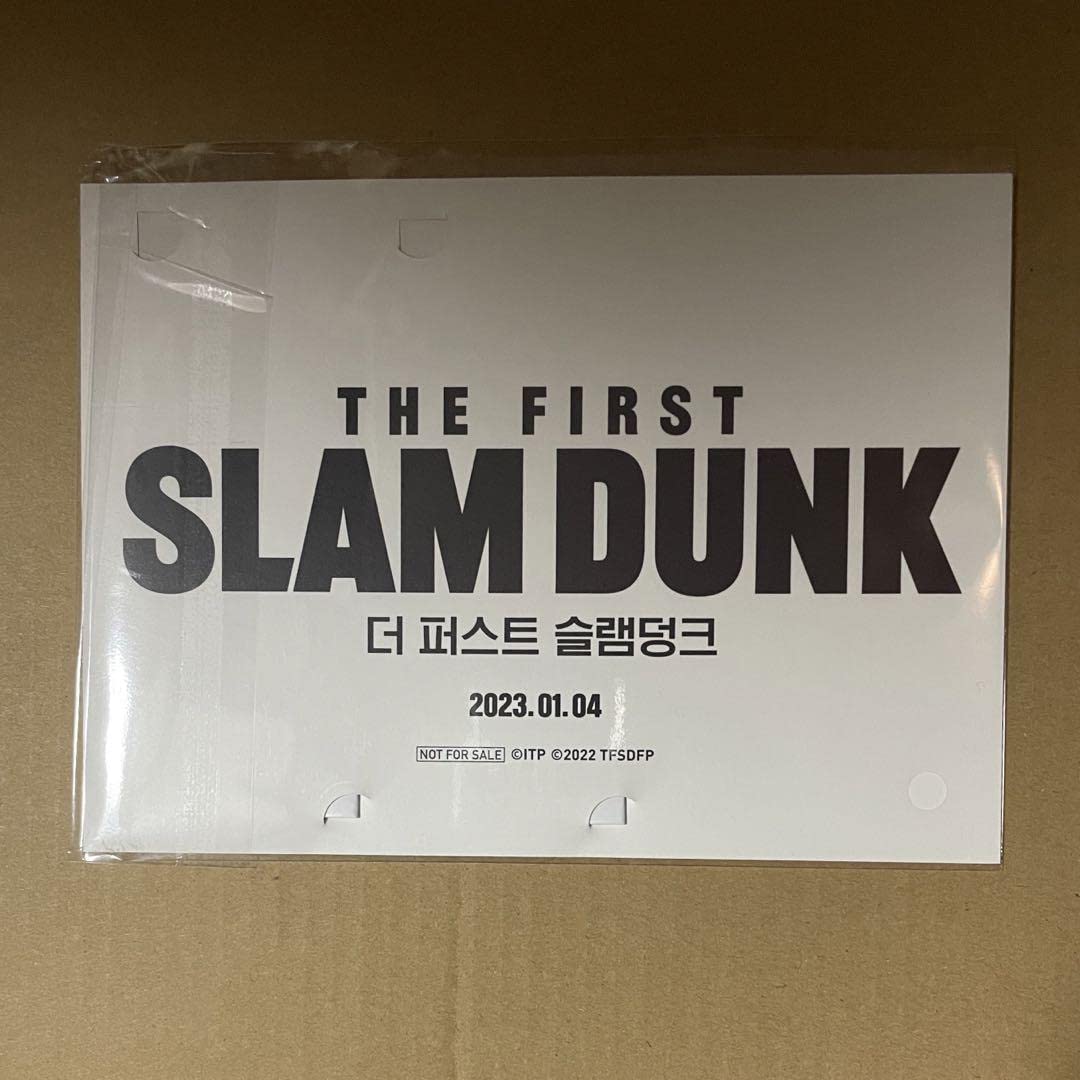 THE FIRST
SLAM DUNK
더 퍼스트 슬램덩크
2023.01.04
NOT FOR SALE ©ITP ©2022 TFSDFP